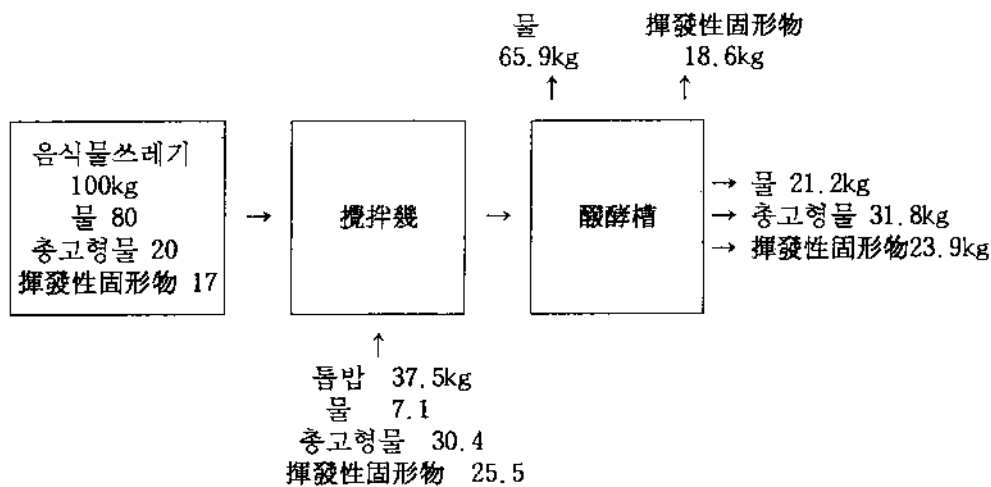 물 揮發性固形物
65.9kg 18.6kg
↑ ↑
음식물쓰레기
100kg
물 80
총고형물 20
揮發性固形物 17
→ 攪拌幾 → 醱酵槽
→ 물 21.2kg
→ 총고형물 31.8kg
→ 揮發性固形物23.9kg
↑
톱밥 37.5kg
물 7.1
총고형물 30.4
揮發性固形物 25.5